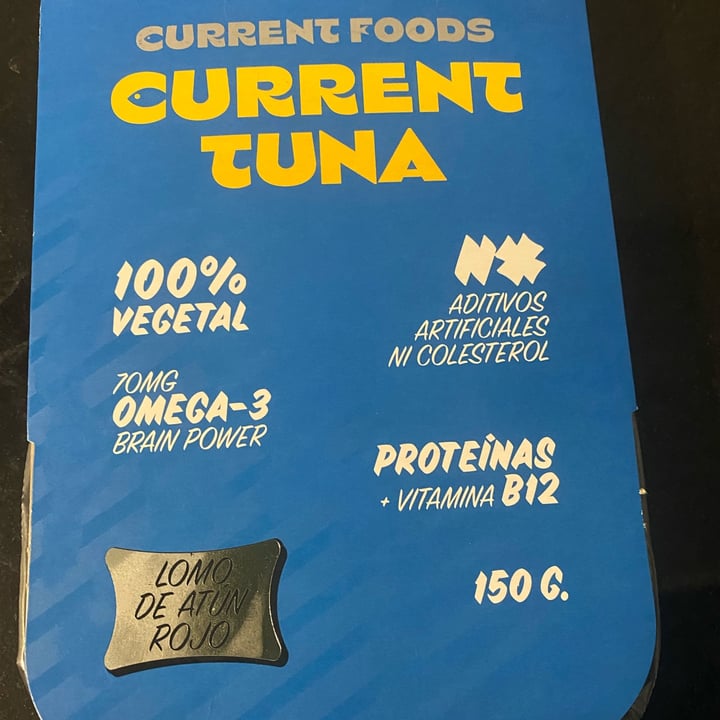 CURRENT FOODS
CURRENT
TUNA
100%
VEGETAL
NX
ADITIVOS
ARTIFICIALES
NI COLESTEROL
70MG
OMEGA-3
BRAIN POWER
PROTEÍNAS
+ VITAMINA B12
LOMO
DE ATÚN
ROJO
150 G.